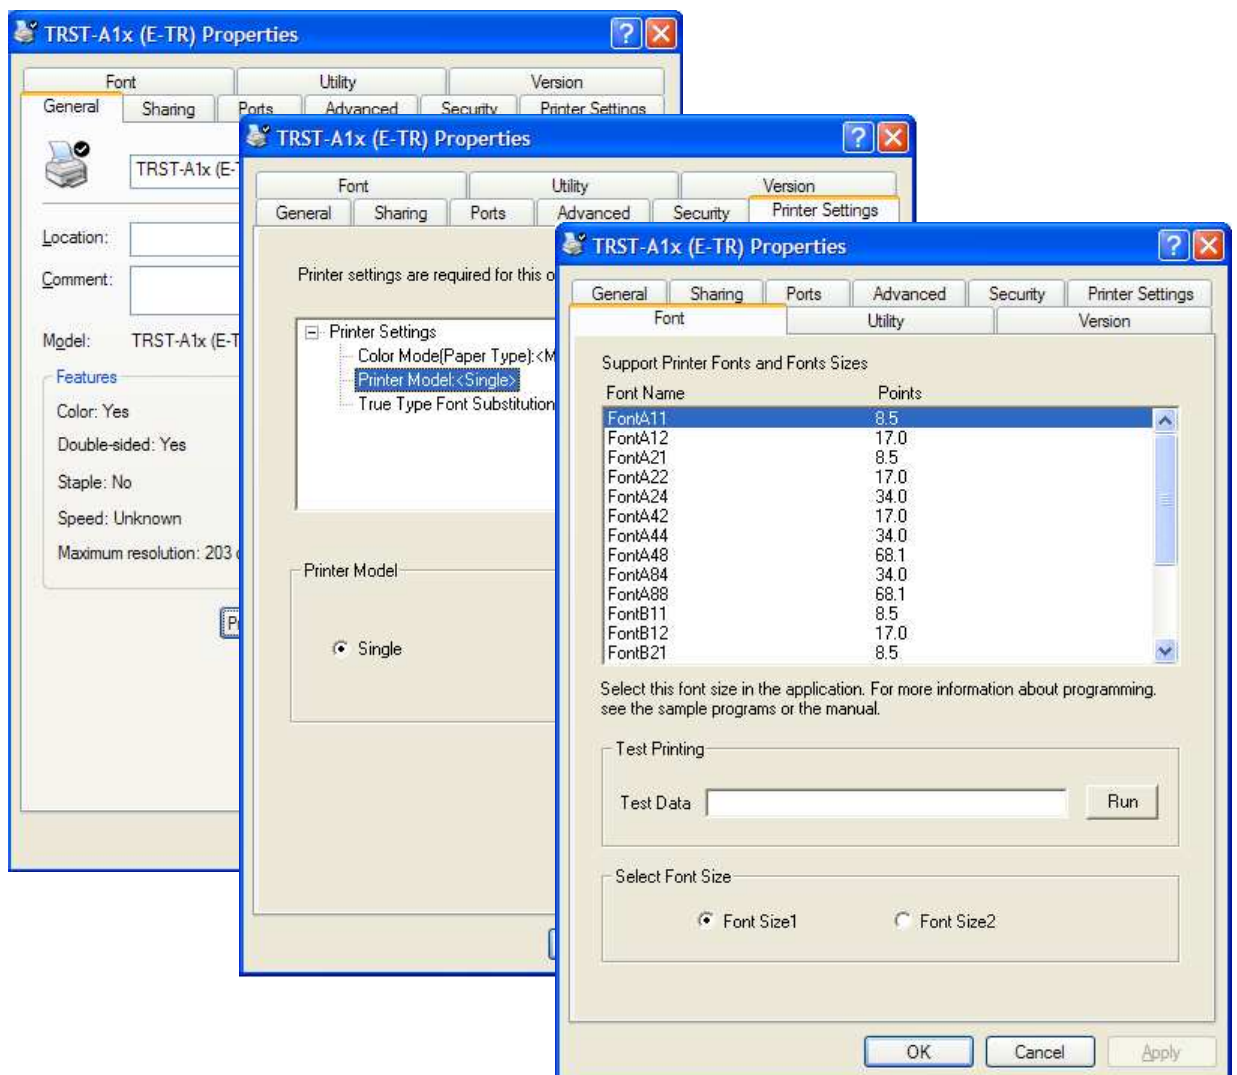 TRST-A1x (E-TR) Properties
Font Utility Version
General Sharing Ports Advanced Security Printer Settings
TRST-A1x (E-T
Location:
Comment:
Model: TRST-A1x (E-T
Features
Color: Yes
Double-sided: Yes
Staple: No
Speed: Unknown
Maximum resolution: 203
TRST-A1x (E-TR) Properties
Font Utility Version
General Sharing Ports Advanced Security Printer Settings
Printer settings are required for this o
Printer Settings
Color Mode(Paper Type):<M
Printer Model:<Single>
True Type Font Substitution
Printer Model
Single
TRST-A1x (E-TR) Properties
General Sharing Ports Advanced Security Printer Settings
Font Utility Version
Support Printer Fonts and Fonts Sizes
Font Name Points
FontA11 8.5
FontA12 17.0
FontA21 8.5
FontA22 17.0
FontA24 34.0
FontA42 17.0
FontA44 34.0
FontA48 68.1
FontA84 34.0
FontA88 68.1
FontB11 8.5
FontB12 17.0
FontB21 8.5
Select this font size in the application. For more information about programming,
see the sample programs or the manual.
Test Printing
Test Data Run
Select Font Size
Font Size1 Font Size2
OK Cancel Apply